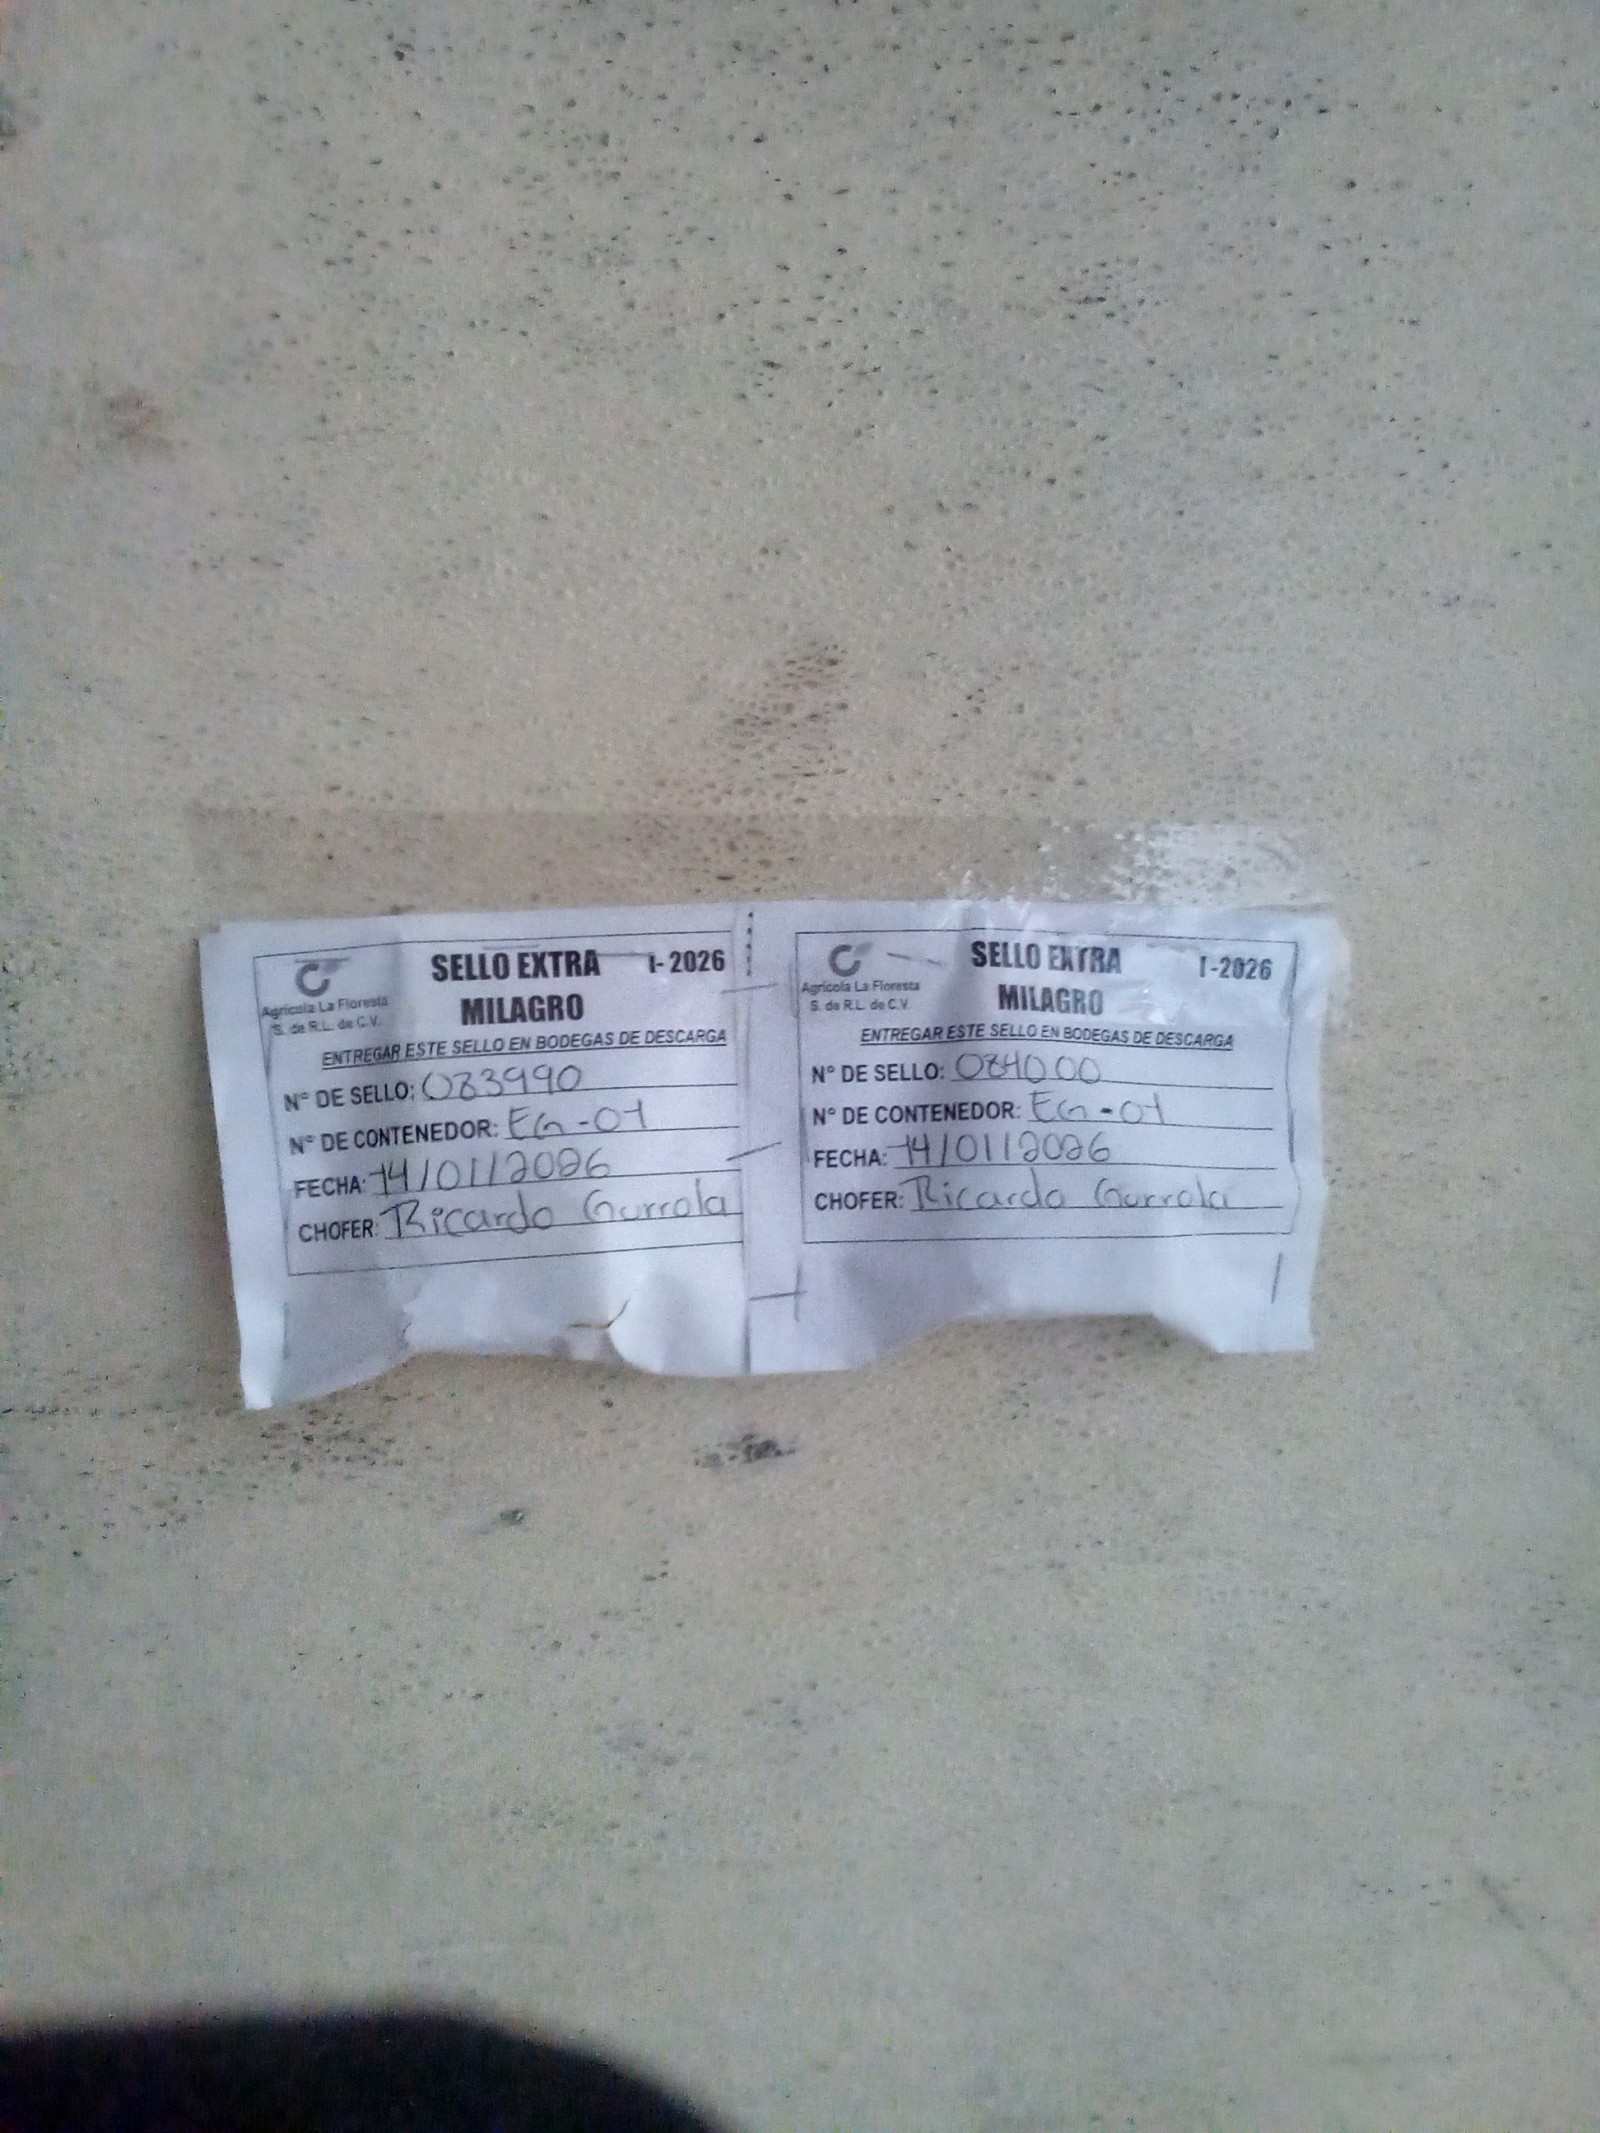 Agrícola La Floresta
S. de R.L. de C.V.
SELLO EXTRA
I-2026
MILAGRO
ENTREGAR ESTE SELLO EN BODEGAS DE DESCARGA
N° DE SELLO: 083990
N° DE CONTENEDOR: EG-01
FECHA: 14/01/2026
CHOFER: Ricardo Gurrola
Agrícola La Floresta
S. de R.L. de C.V.
SELLO EXTRA
I-2026
MILAGRO
ENTREGAR ESTE SELLO EN BODEGAS DE DESCARGA
N° DE SELLO: 084000
N° DE CONTENEDOR: EG-01
FECHA: 14/01/2026
CHOFER: Ricardo Gurrola